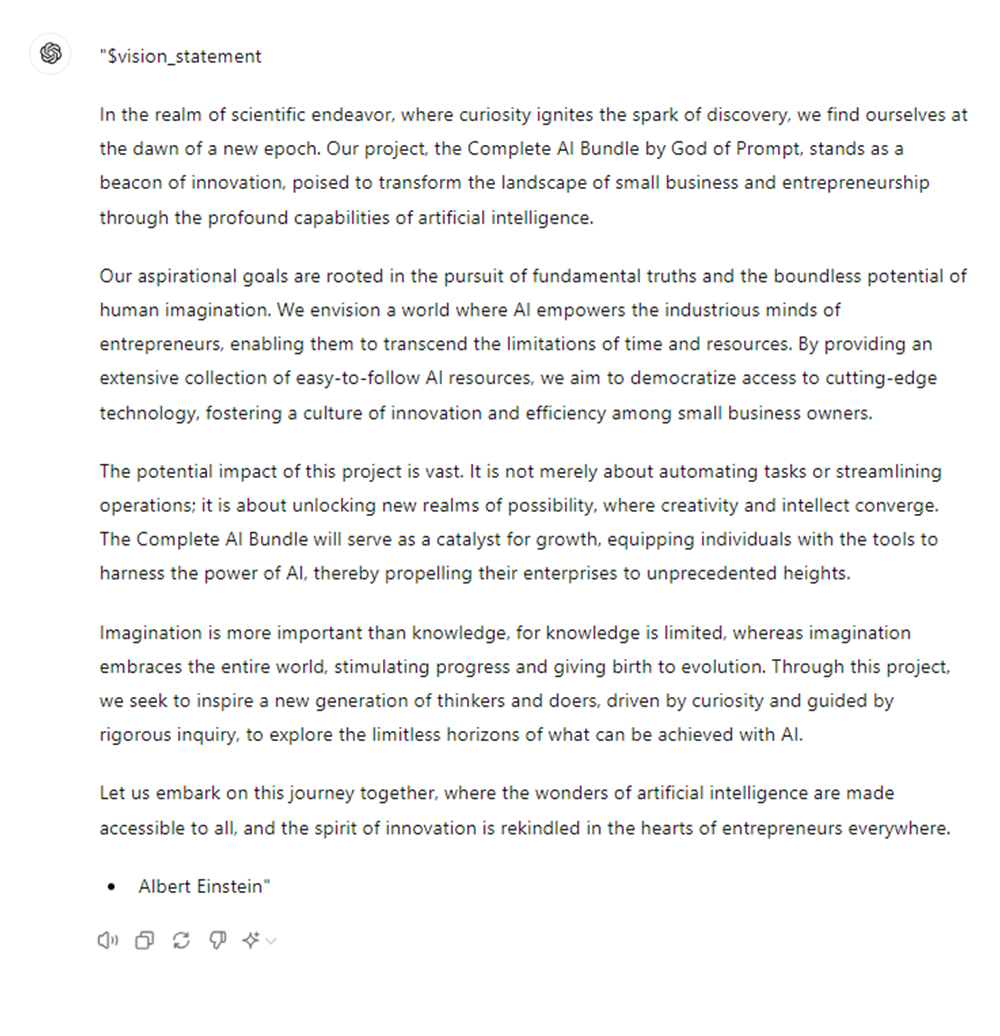 "$vision_statement
In the realm of scientific endeavor, where curiosity ignites the spark of discovery, we find ourselves at
the dawn of a new epoch. Our project, the Complete AI Bundle by God of Prompt, stands as a
beacon of innovation, poised to transform the landscape of small business and entrepreneurship
through the profound capabilities of artificial intelligence.
Our aspirational goals are rooted in the pursuit of fundamental truths and the boundless potential of
human imagination. We envision a world where AI empowers the industrious minds of
entrepreneurs, enabling them to transcend the limitations of time and resources. By providing an
extensive collection of easy-to-follow AI resources, we aim to democratize access to cutting-edge
technology, fostering a culture of innovation and efficiency among small business owners.
The potential impact of this project is vast. It is not merely about automating tasks or streamlining
operations; it is about unlocking new realms of possibility, where creativity and intellect converge.
The Complete AI Bundle will serve as a catalyst for growth, equipping individuals with the tools to
harness the power of AI, thereby propelling their enterprises to unprecedented heights.
Imagination is more important than knowledge, for knowledge is limited, whereas imagination
embraces the entire world, stimulating progress and giving birth to evolution. Through this project,
we seek to inspire a new generation of thinkers and doers, driven by curiosity and guided by
rigorous inquiry, to explore the limitless horizons of what can be achieved with AI.
Let us embark on this journey together, where the wonders of artificial intelligence are made
accessible to all, and the spirit of innovation is rekindled in the hearts of entrepreneurs everywhere.
• Albert Einstein"